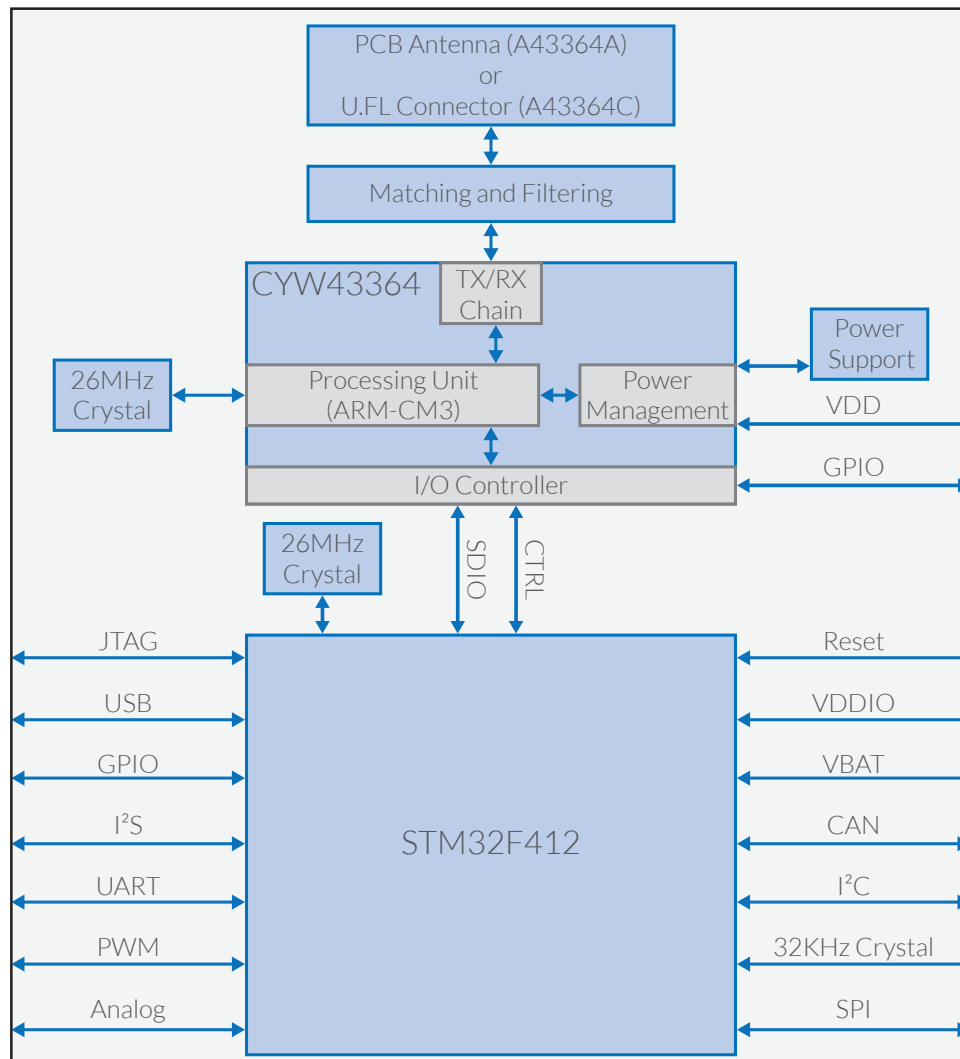 PCB Antenna (A43364A)
or
U.FL Connector (A43364C)
Matching and Filtering
CYW43364
TX/RX
Chain
Power
Support
26MHz
Crystal
Processing Unit
(ARM-CM3)
Power
Management
VDD
I/O Controller
GPIO
26MHz
Crystal
SDIO
CTRL
JTAG
Reset
USB
VDDIO
GPIO
VBAT
I²S
CAN
STM32F412
UART
I²C
PWM
32KHz Crystal
Analog
SPI